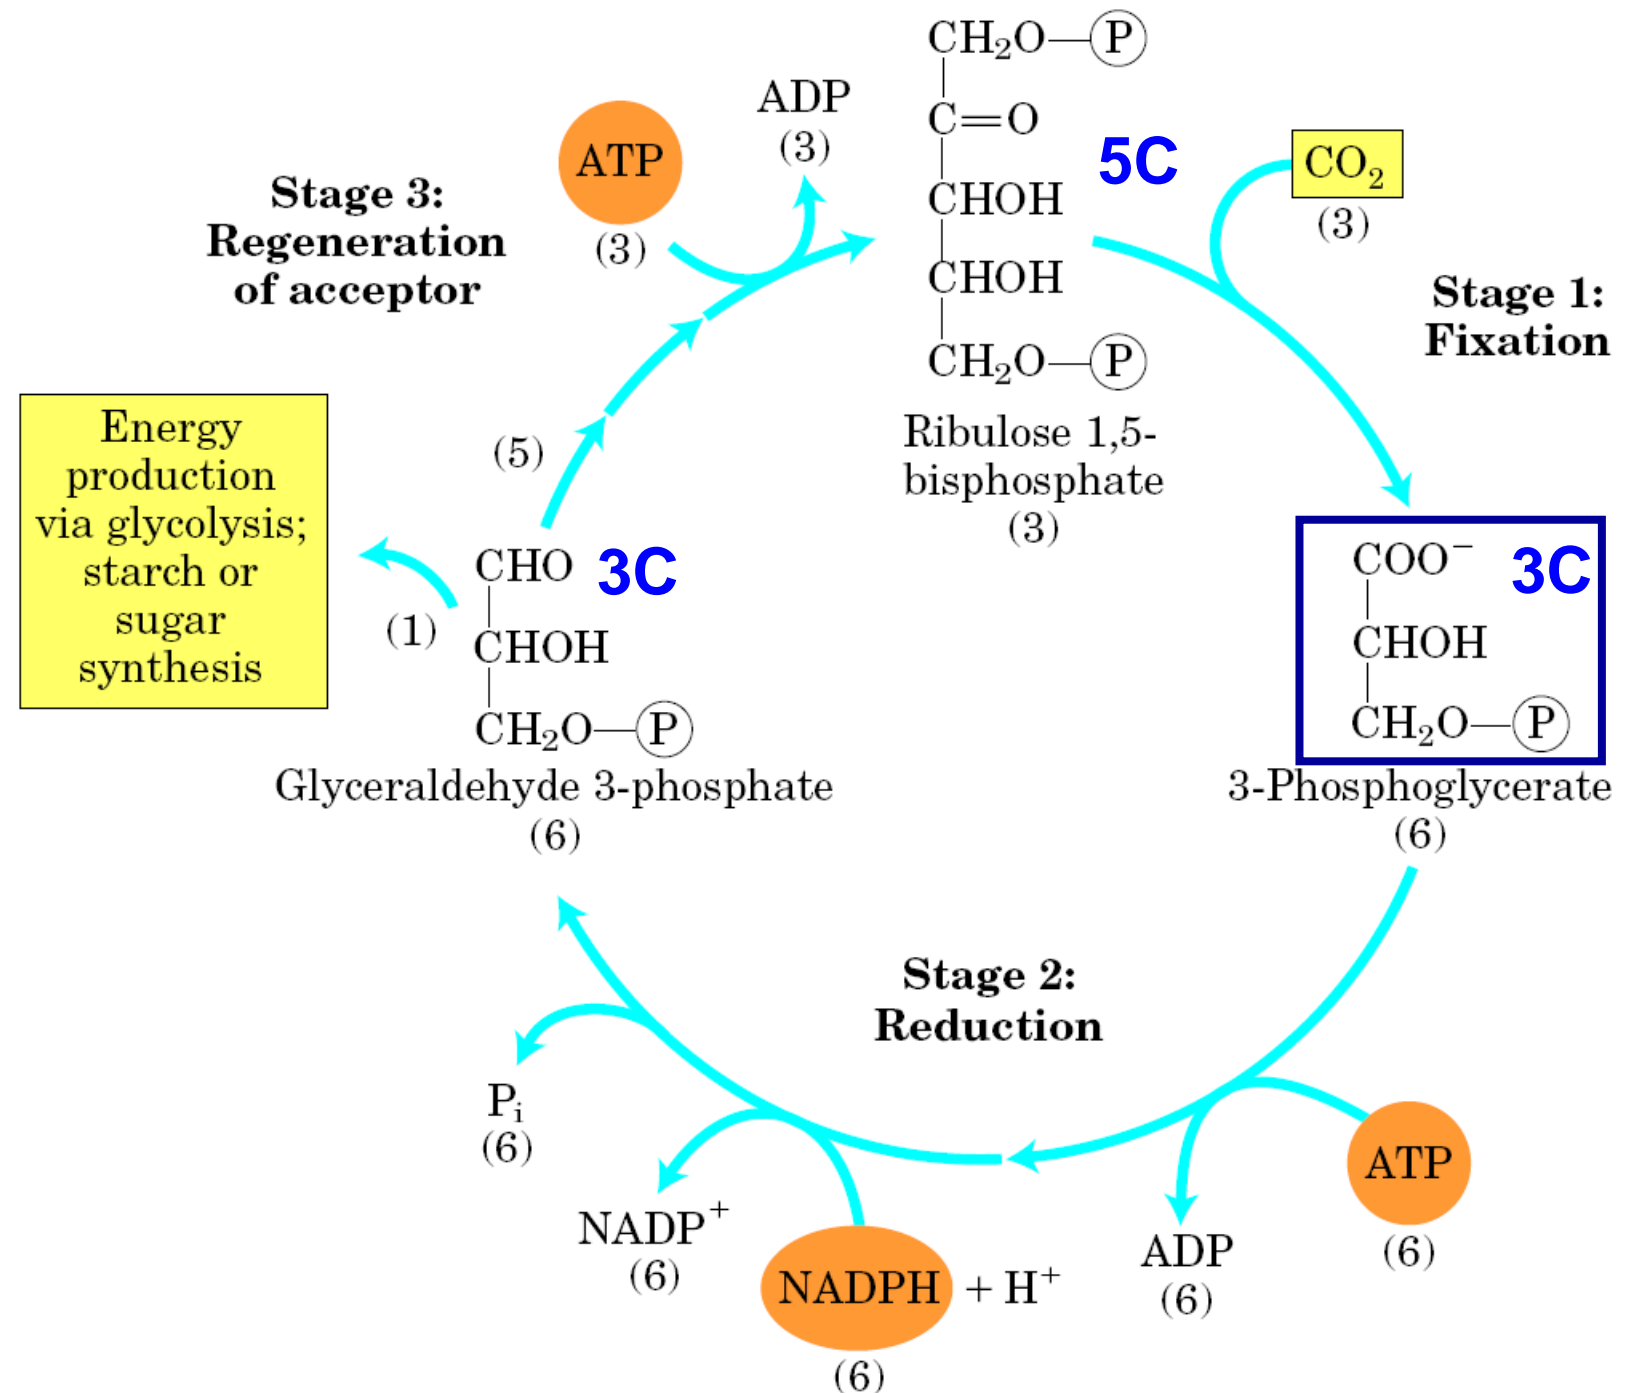 CH₂O—P
C=O
CHOH
CHOH
CH₂O—P
5C
Ribulose 1,5-
bisphosphate
(3)
CO₂
(3)
Stage 1:
Fixation
COO⁻
3C
CHOH
CH₂O—P
3-Phosphoglycerate
(6)
ATP
(6)
ADP
(6)
Stage 2:
Reduction
NADPH + H⁺
(6)
NADP⁺
(6)
Pᵢ
(6)
CHO
3C
CHOH
CH₂O—P
Glyceraldehyde 3-phosphate
(6)
(1)
Energy
production
via glycolysis;
starch or
sugar
synthesis
(5)
Stage 3:
Regeneration
of acceptor
ATP
(3)
ADP
(3)